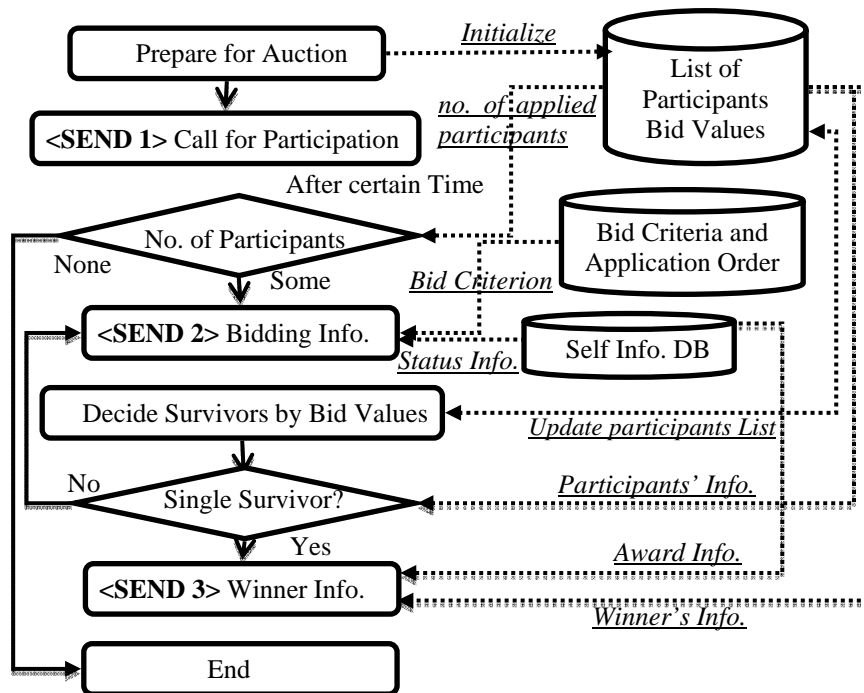 Prepare for Auction
Initialize
List of
Participants
Bid Values
no. of applied
participants
<SEND 1> Call for Participation
After certain Time
No. of Participants
None
Some
Bid Criteria and
Application Order
Bid Criterion
<SEND 2> Bidding Info.
Status Info.
Self Info. DB
Decide Survivors by Bid Values
Update participants List
No
Single Survivor?
Participants' Info.
Yes
Award Info.
<SEND 3> Winner Info.
Winner's Info.
End